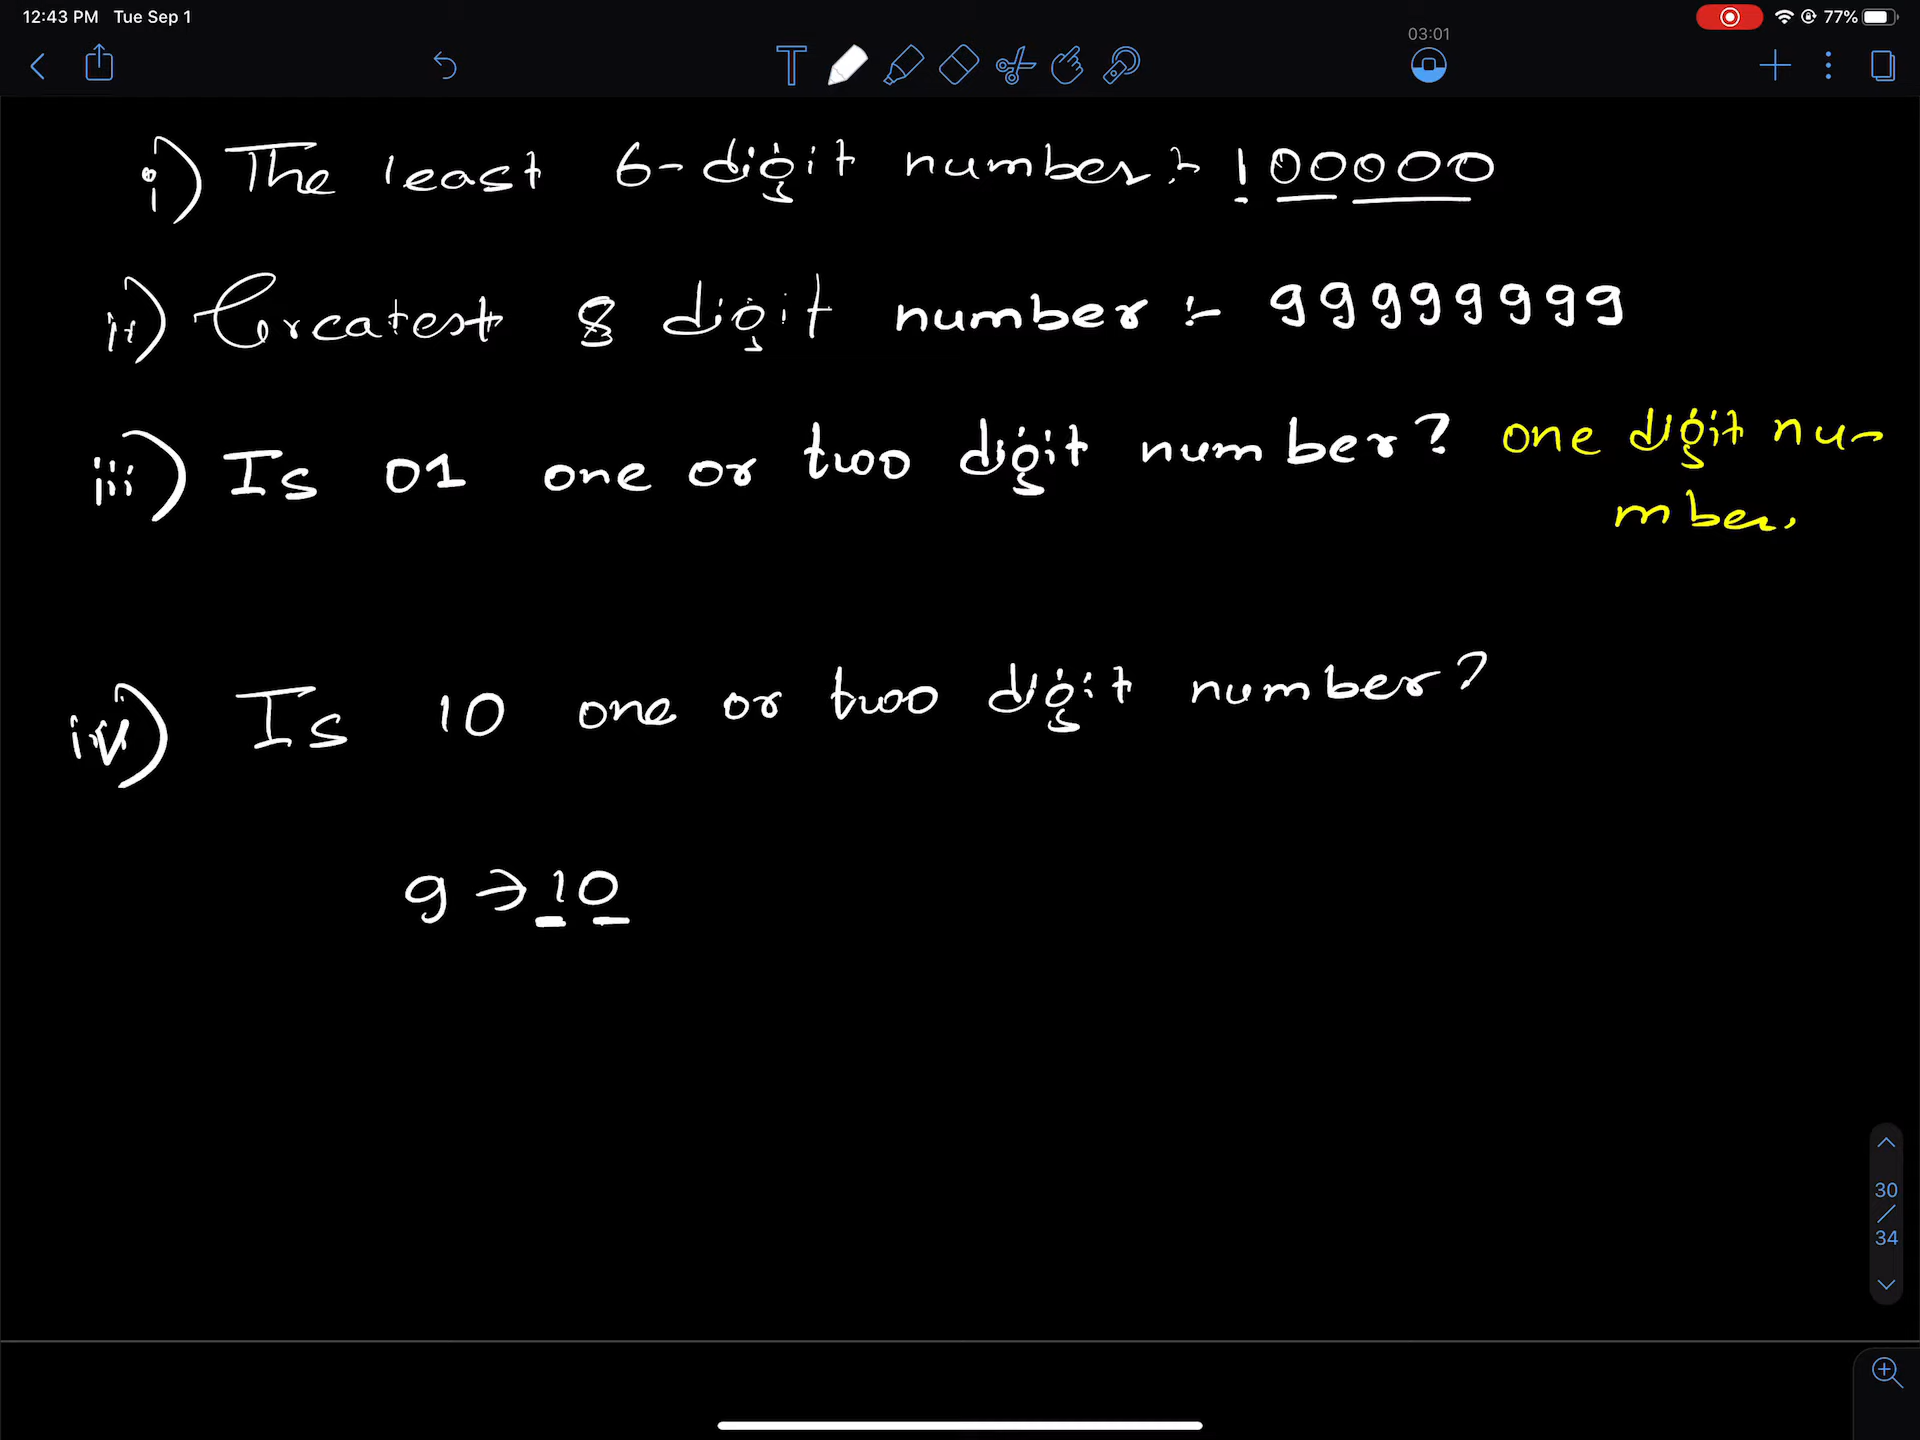 12:43 PM Tue Sep 1
77%
03:01
i) The least 6-digit number :- 100000
ii) Greatest 8 digit number :- 99999999
iii) Is 01 one or two digit number? one digit nu-
mber.
iv) Is 10 one or two digit number?
9 → 10
30
/
34